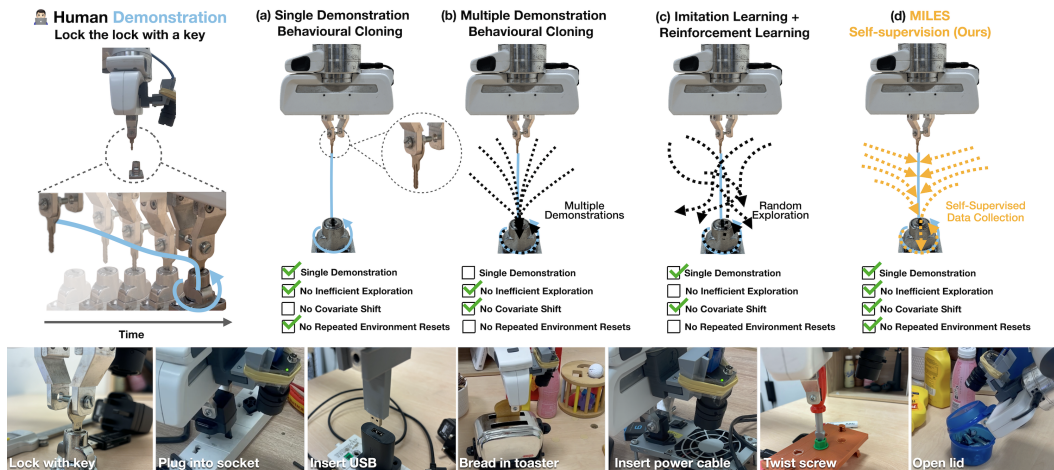 Human Demonstration
Lock the lock with a key
Time
(a) Single Demonstration
Behavioural Cloning
Single Demonstration
No Inefficient Exploration
No Covariate Shift
No Repeated Environment Resets
(b) Multiple Demonstration
Behavioural Cloning
Multiple
Demonstrations
Single Demonstration
No Inefficient Exploration
No Covariate Shift
No Repeated Environment Resets
(c) Imitation Learning +
Reinforcement Learning
Random
Exploration
Single Demonstration
No Inefficient Exploration
No Covariate Shift
No Repeated Environment Resets
(d) MILES
Self-supervision (Ours)
Self-Supervised
Data Collection
Single Demonstration
No Inefficient Exploration
No Covariate Shift
No Repeated Environment Resets
Lock with key
Plug into socket
Insert USB
Bread in toaster
Insert power cable
Twist screw
Open lid